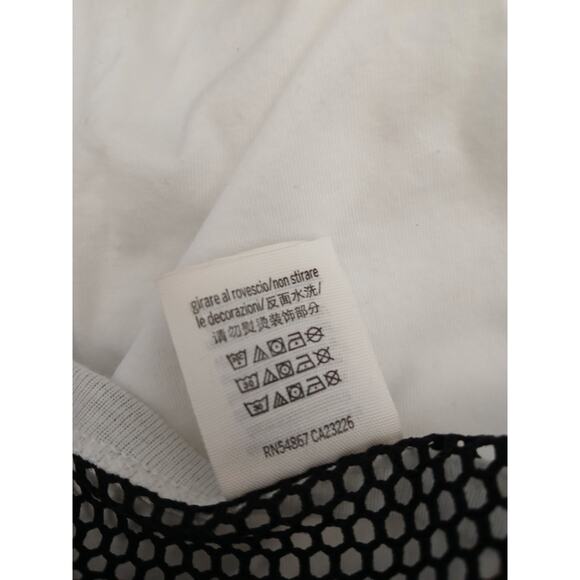 girare al rovescio/non stirare
le decorazioni/反面水洗/
请勿熨烫装饰部分
RN54867 CA23226